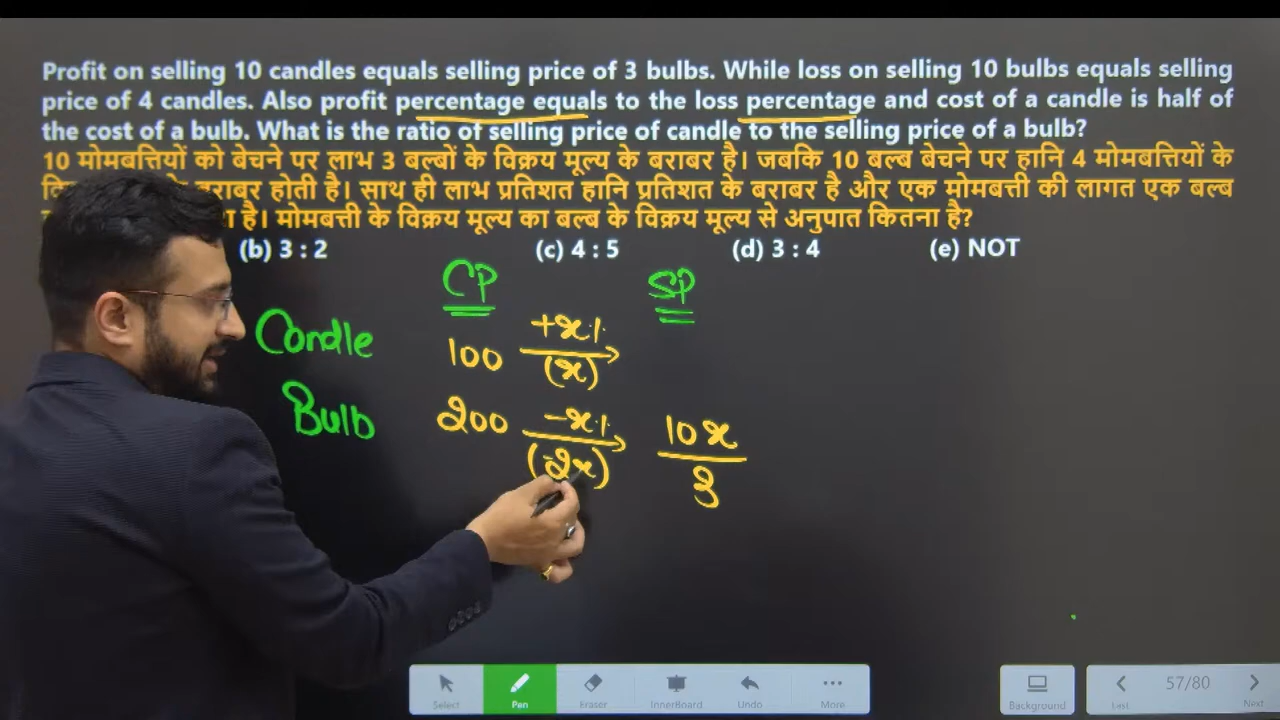 Profit on selling 10 candles equals selling price of 3 bulbs. While loss on selling 10 bulbs equals selling
price of 4 candles. Also profit percentage equals to the loss percentage and cost of a candle is half of
the cost of a bulb. What is the ratio of selling price of candle to the selling price of a bulb?
10 मोमबत्तियों को बेचने पर लाभ 3 बल्बों के विक्रय मूल्य के बराबर है। जबकि 10 बल्ब बेचने पर हानि 4 मोमबत्तियों के
बराबर होती है। साथ ही लाभ प्रतिशत हानि प्रतिशत के बराबर है और एक मोमबत्ती की लागत एक बल्ब
है। मोमबत्ती के विक्रय मूल्य का बल्ब के विक्रय मूल्य से अनुपात कितना है?
(b) 3 : 2 (c) 4 : 5 (d) 3 : 4 (e) NOT
CP SP
Candle 100 +x% (x)
Bulb 200 -x% (-2x) 10x/3
Select Pen Eraser InnerBoard Undo More Background Last 57/80 Next